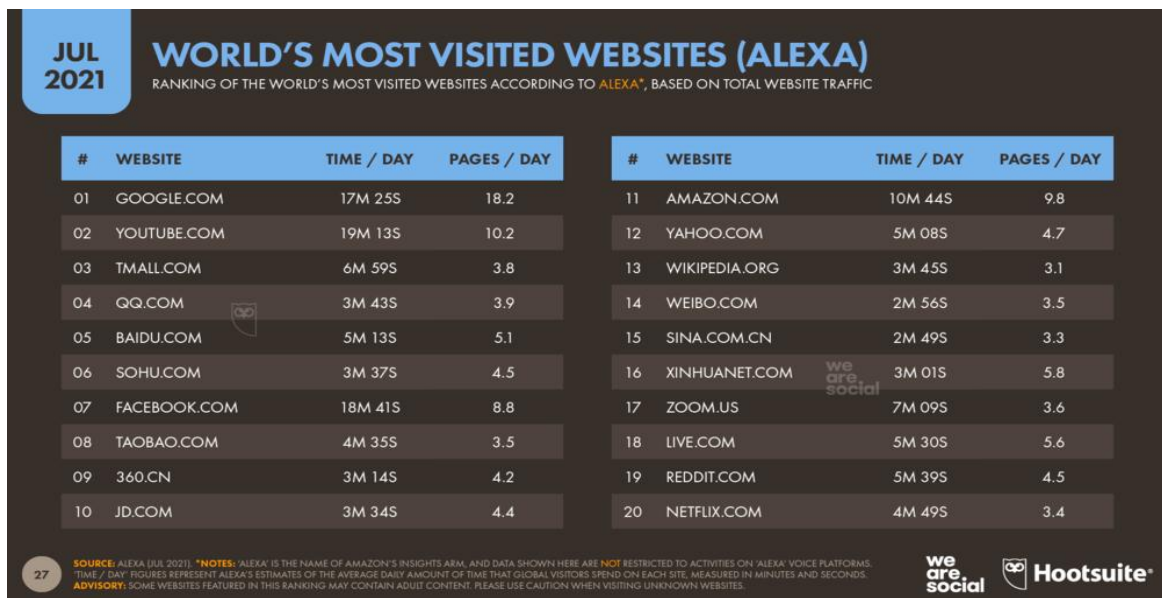 JUL
2021
WORLD'S MOST VISITED WEBSITES (ALEXA)
RANKING OF THE WORLD'S MOST VISITED WEBSITES ACCORDING TO ALEXA*, BASED ON TOTAL WEBSITE TRAFFIC
# WEBSITE TIME / DAY PAGES / DAY
01 GOOGLE.COM 17M 25S 18.2
02 YOUTUBE.COM 19M 13S 10.2
03 TMALL.COM 6M 59S 3.8
04 QQ.COM 3M 43S 3.9
05 BAIDU.COM 5M 13S 5.1
06 SOHU.COM 3M 37S 4.5
07 FACEBOOK.COM 18M 41S 8.8
08 TAOBAO.COM 4M 35S 3.5
09 360.CN 3M 14S 4.2
10 JD.COM 3M 34S 4.4
# WEBSITE TIME / DAY PAGES / DAY
11 AMAZON.COM 10M 44S 9.8
12 YAHOO.COM 5M 08S 4.7
13 WIKIPEDIA.ORG 3M 45S 3.1
14 WEIBO.COM 2M 56S 3.5
15 SINA.COM.CN 2M 49S 3.3
16 XINHUANET.COM 3M 01S 5.8
17 ZOOM.US 7M 09S 3.6
18 LIVE.COM 5M 30S 5.6
19 REDDIT.COM 5M 39S 4.5
20 NETFLIX.COM 4M 49S 3.4
we
are
social
27
SOURCE: ALEXA (JUL 2021). *NOTES: 'ALEXA' IS THE NAME OF AMAZON'S INSIGHTS ARM, AND DATA SHOWN HERE ARE NOT RESTRICTED TO ACTIVITIES ON 'ALEXA' VOICE PLATFORMS.
'TIME / DAY' FIGURES REPRESENT ALEXA'S ESTIMATES OF THE AVERAGE DAILY AMOUNT OF TIME THAT GLOBAL VISITORS SPEND ON EACH SITE, MEASURED IN MINUTES AND SECONDS.
ADVISORY: SOME WEBSITES FEATURED IN THIS RANKING MAY CONTAIN ADULT CONTENT. PLEASE USE CAUTION WHEN VISITING UNKNOWN WEBSITES.
we
are
social
Hootsuite®